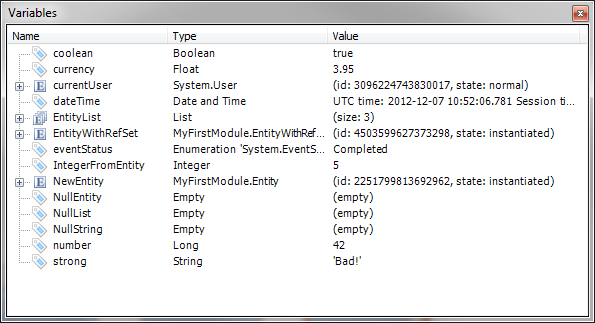 Variables
Name Type Value
coolean Boolean true
currency Float 3.95
currentUser System.User (id: 3096224743830017, state: normal)
dateTime Date and Time UTC time: 2012-12-07 10:52:06.781 Session ti...
EntityList List (size: 3)
EntityWithRefSet MyFirstModule.EntityWithRef... (id: 4503599627373298, state: instantiated)
eventStatus Enumeration 'System.EventS... Completed
IntegerFromEntity Integer 5
NewEntity MyFirstModule.Entity (id: 2251799813692962, state: instantiated)
NullEntity Empty (empty)
NullList Empty (empty)
NullString Empty (empty)
number Long 42
strong String 'Bad!'